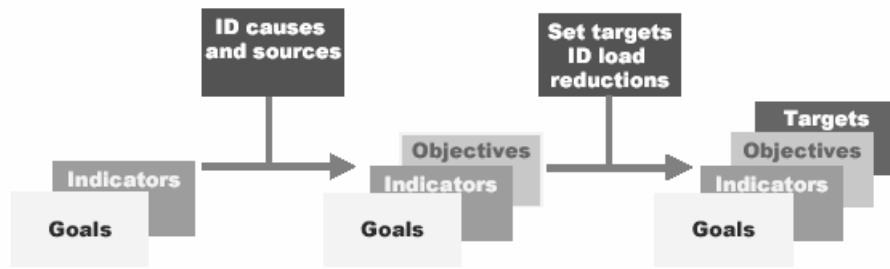 ID causes
and sources
Set targets
ID load
reductions
Targets
Objectives
Objectives
Indicators
Indicators
Indicators
Goals
Goals
Goals